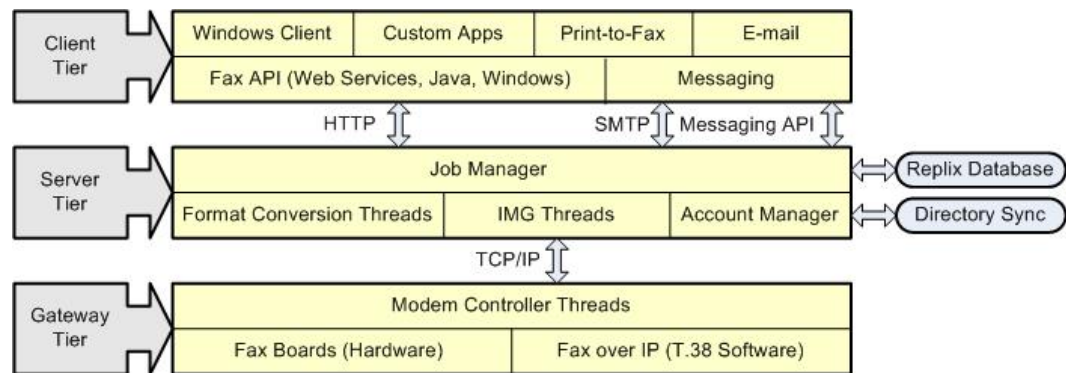 Client
Tier
Windows Client
Custom Apps
Print-to-Fax
E-mail
Fax API (Web Services, Java, Windows)
Messaging
HTTP
SMTP
Messaging API
Server
Tier
Job Manager
Replix Database
Format Conversion Threads
IMG Threads
Account Manager
Directory Sync
TCP/IP
Gateway
Tier
Modem Controller Threads
Fax Boards (Hardware)
Fax over IP (T.38 Software)